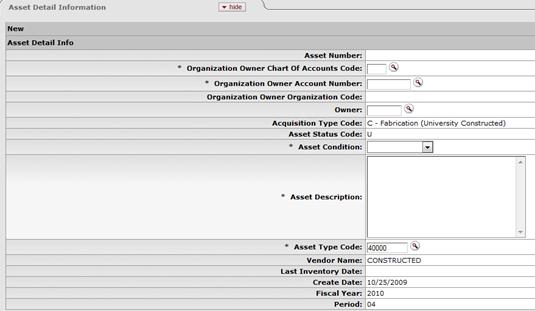 Asset Detail Information
hide
New
Asset Detail Info
Asset Number:
* Organization Owner Chart Of Accounts Code:
* Organization Owner Account Number:
Organization Owner Organization Code:
Owner:
Acquisition Type Code: C - Fabrication (University Constructed)
Asset Status Code: U
* Asset Condition:
* Asset Description:
* Asset Type Code: 40000
Vendor Name: CONSTRUCTED
Last Inventory Date:
Create Date: 10/25/2009
Fiscal Year: 2010
Period: 04